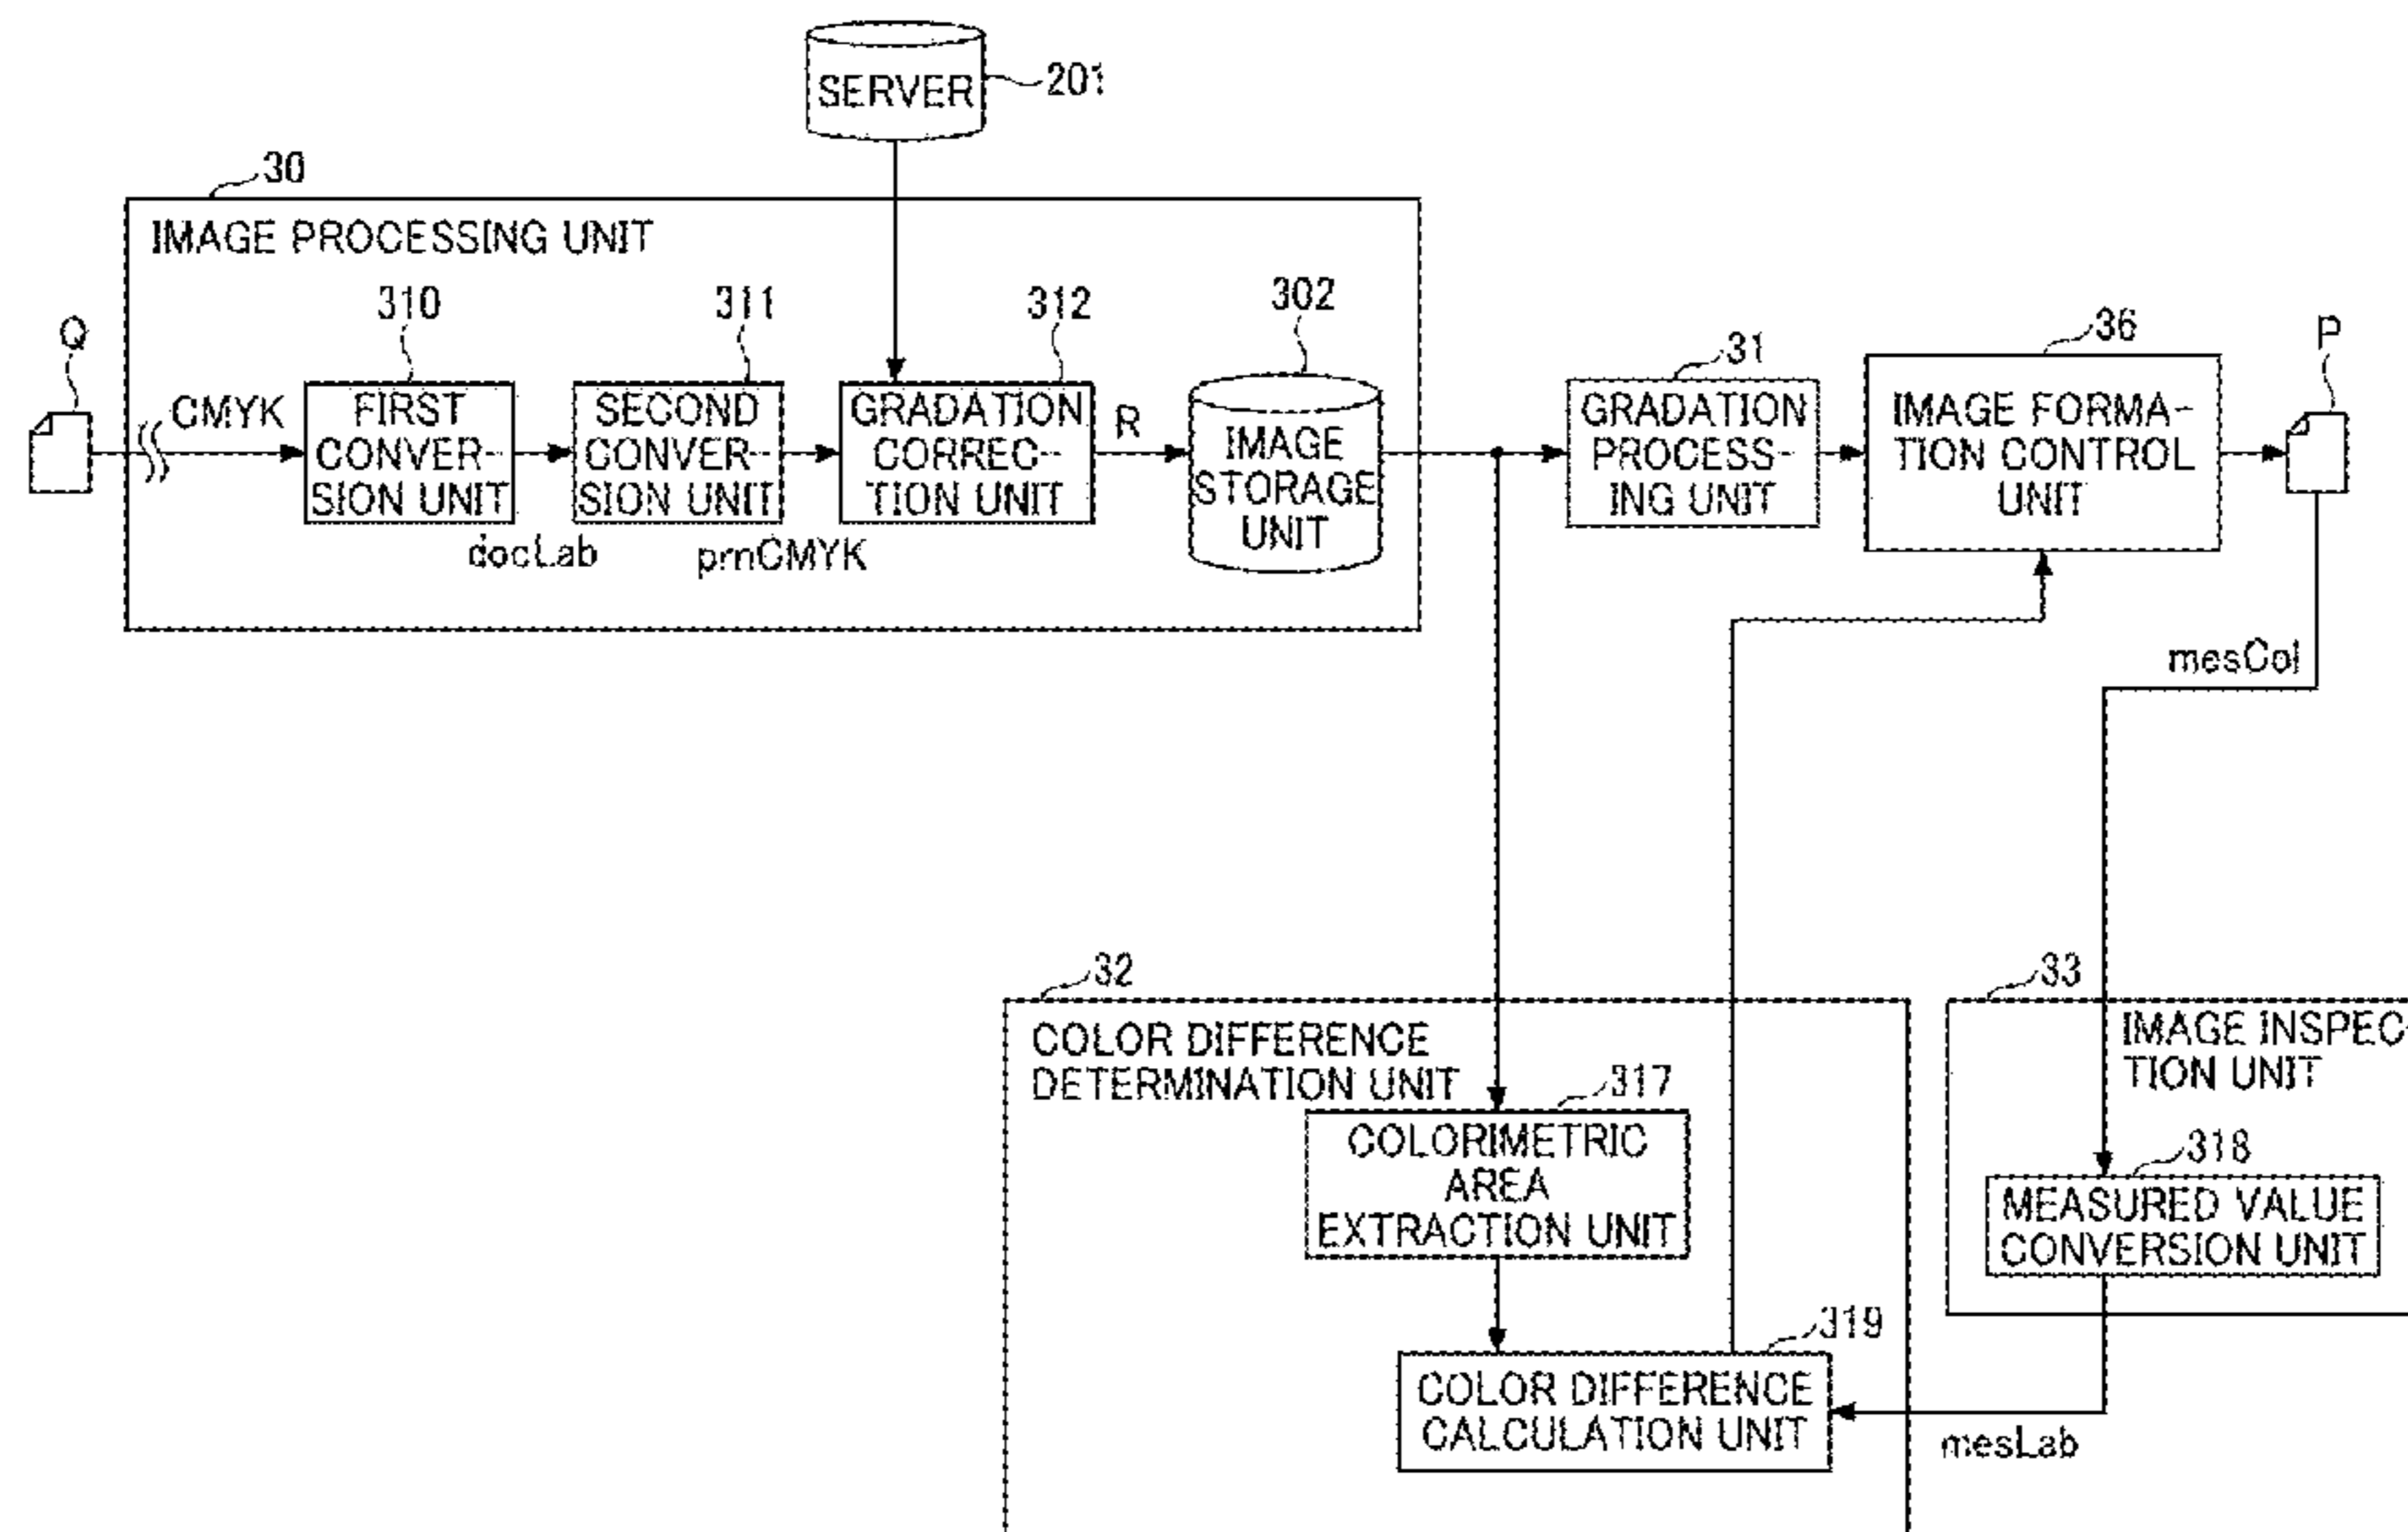 SERVER
201
30
IMAGE PROCESSING UNIT
310
311
312
302
Q
CMYK
FIRST
CONVER-
SION UNIT
docLab
SECOND
CONVER-
SION UNIT
prnCMYK
GRADATION
CORREC-
TION UNIT
R
IMAGE
STORAGE
UNIT
31
GRADATION
PROCESS-
ING UNIT
36
IMAGE FORMA-
TION CONTROL
UNIT
P
mesCol
32
COLOR DIFFERENCE
DETERMINATION UNIT
317
COLORIMETRIC
AREA
EXTRACTION UNIT
33
IMAGE INSPEC-
TION UNIT
318
MEASURED VALUE
CONVERSION UNIT
319
COLOR DIFFERENCE
CALCULATION UNIT
mesLab